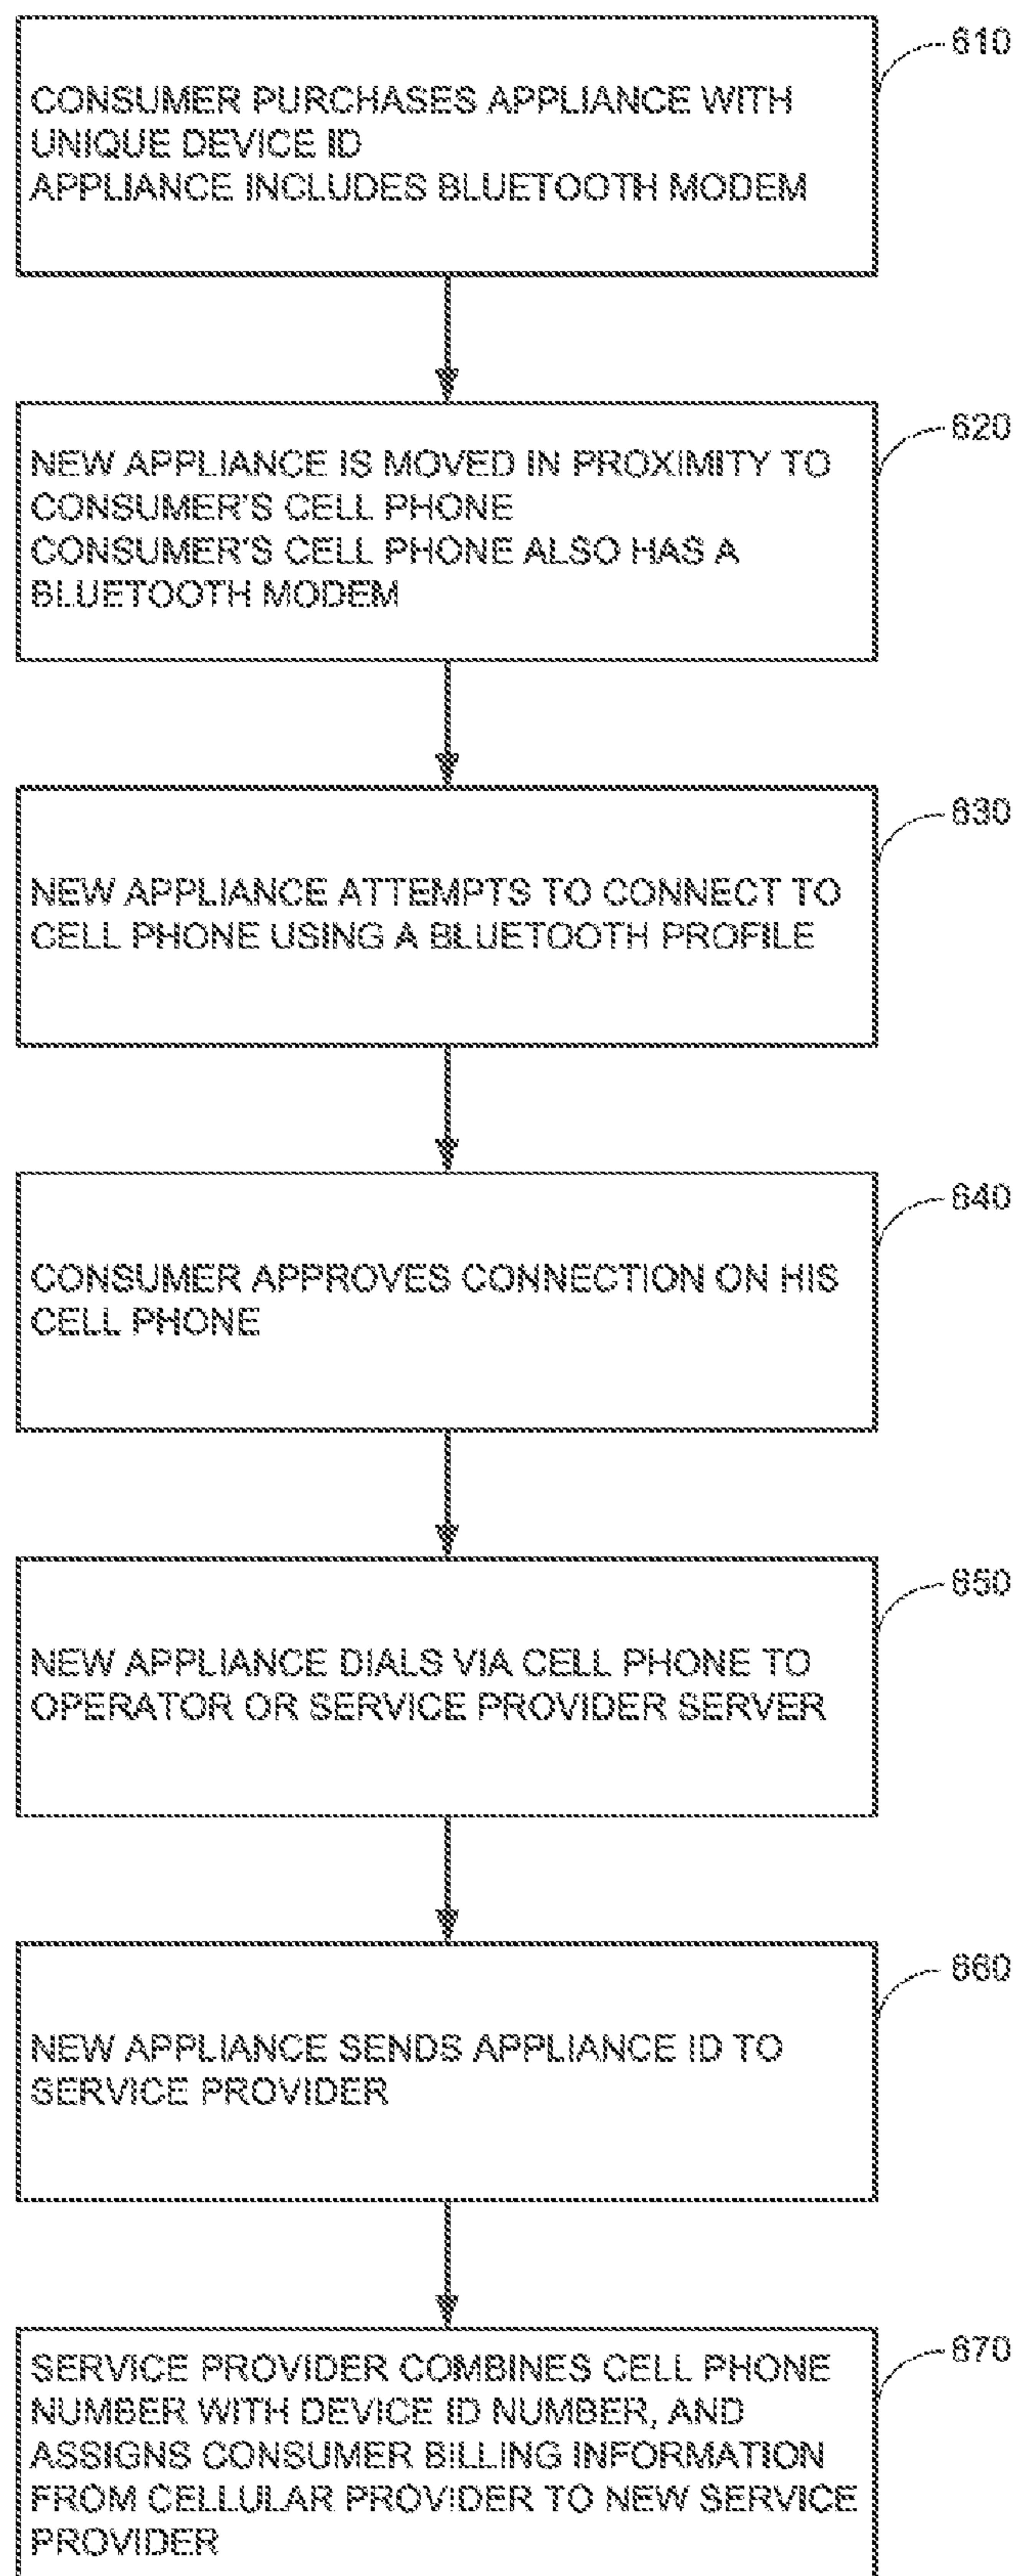 610
CONSUMER PURCHASES APPLIANCE WITH
UNIQUE DEVICE ID
APPLIANCE INCLUDES BLUETOOTH MODEM
620
NEW APPLIANCE IS MOVED IN PROXIMITY TO
CONSUMER'S CELL PHONE
CONSUMER'S CELL PHONE ALSO HAS A
BLUETOOTH MODEM
630
NEW APPLIANCE ATTEMPTS TO CONNECT TO
CELL PHONE USING A BLUETOOTH PROFILE
640
CONSUMER APPROVES CONNECTION ON HIS
CELL PHONE
650
NEW APPLIANCE DIALS VIA CELL PHONE TO
OPERATOR OR SERVICE PROVIDER SERVER
660
NEW APPLIANCE SENDS APPLIANCE ID TO
SERVICE PROVIDER
670
SERVICE PROVIDER COMBINES CELL PHONE
NUMBER WITH DEVICE ID NUMBER, AND
ASSIGNS CONSUMER BILLING INFORMATION
FROM CELLULAR PROVIDER TO NEW SERVICE
PROVIDER